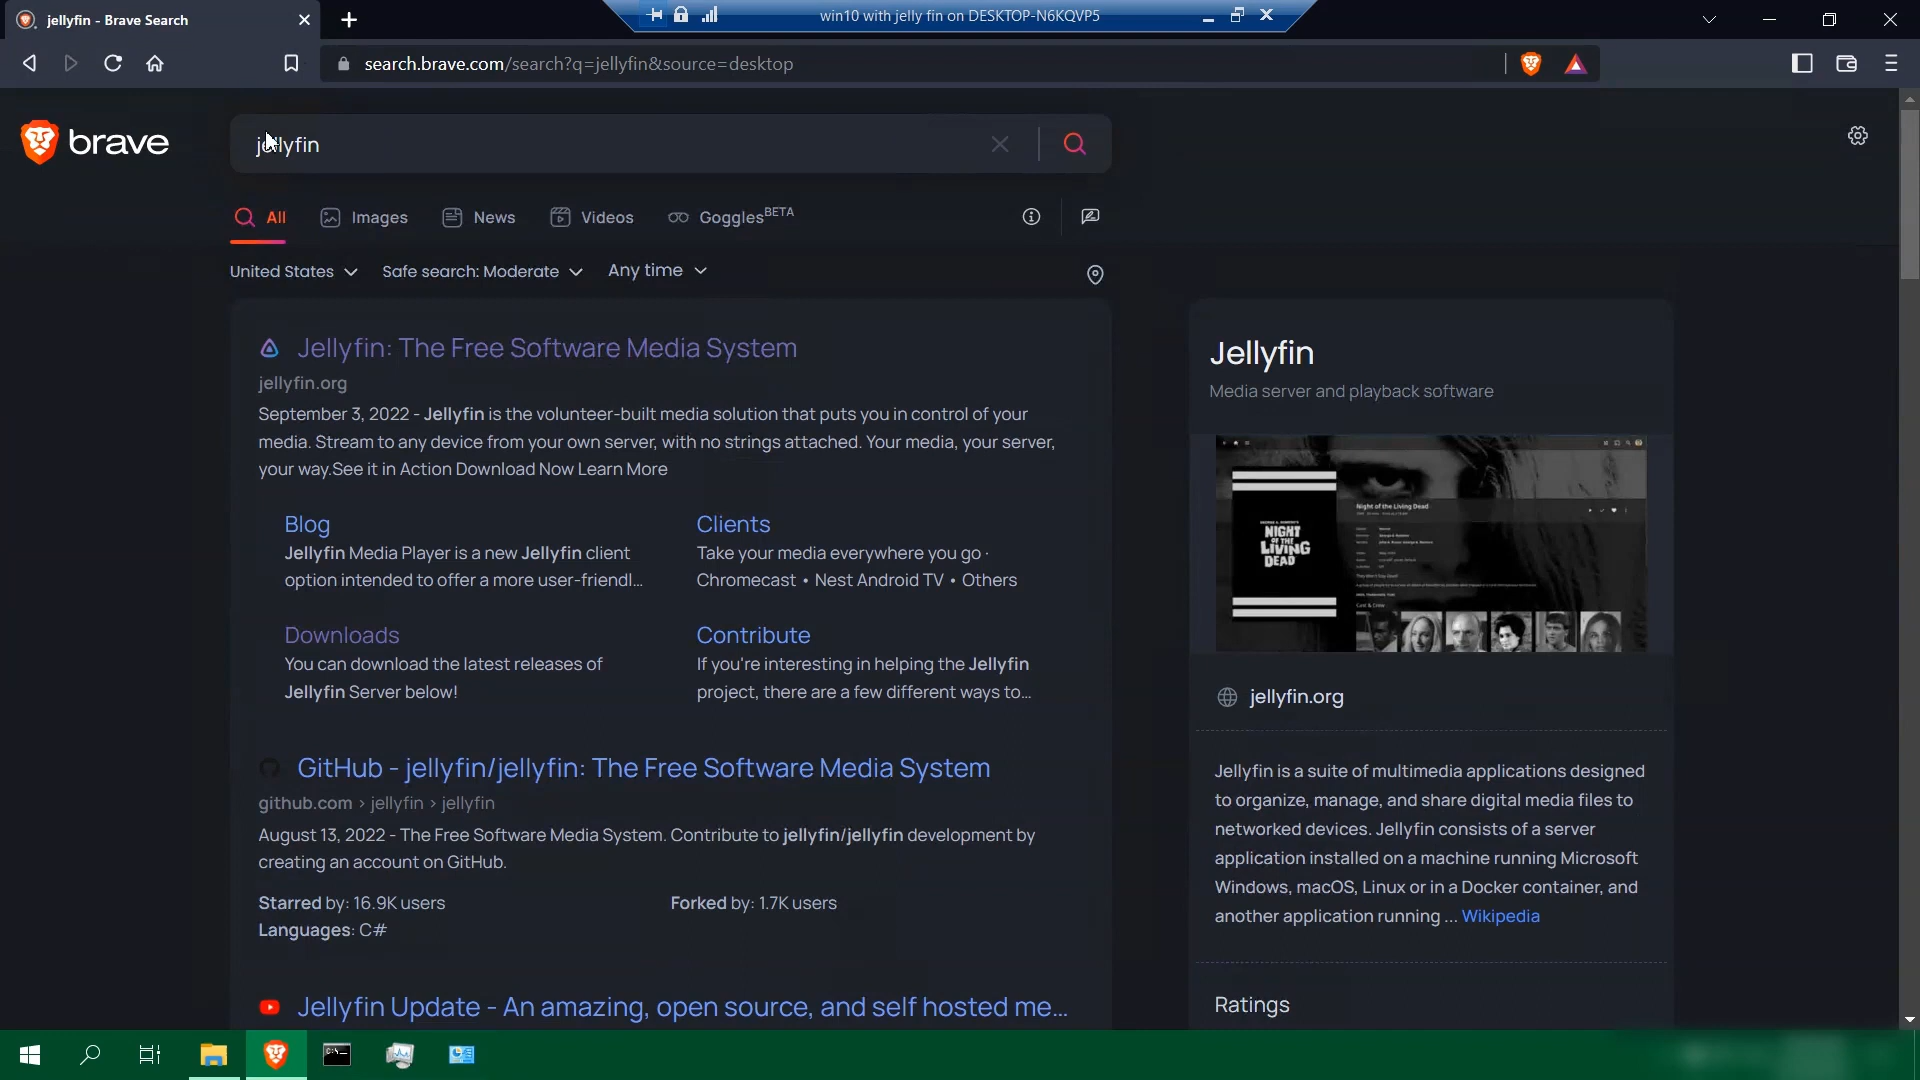 jellyfin - Brave Search
win10 with jelly fin on DESKTOP-N6KQVP5
search.brave.com/search?q=jellyfin&source=desktop
brave
jellyfin
All
Images
News
Videos
Goggles BETA
United States
Safe search: Moderate
Any time
Jellyfin: The Free Software Media System
jellyfin.org
September 3, 2022 - Jellyfin is the volunteer-built media solution that puts you in control of your
media. Stream to any device from your own server, with no strings attached. Your media, your server,
your way.See it in Action Download Now Learn More
Blog
Jellyfin Media Player is a new Jellyfin client
option intended to offer a more user-friendl...
Clients
Take your media everywhere you go ·
Chromecast • Nest Android TV • Others
Downloads
You can download the latest releases of
Jellyfin Server below!
Contribute
If you're interesting in helping the Jellyfin
project, there are a few different ways to...
GitHub - jellyfin/jellyfin: The Free Software Media System
github.com › jellyfin › jellyfin
August 13, 2022 - The Free Software Media System. Contribute to jellyfin/jellyfin development by
creating an account on GitHub.
Starred by: 16.9K users
Forked by: 1.7K users
Languages: C#
Jellyfin Update - An amazing, open source, and self hosted me...
Jellyfin
Media server and playback software
Night of the Living Dead
NIGHT
OF THE
LIVING
DEAD
Cast & Crew
jellyfin.org
Jellyfin is a suite of multimedia applications designed
to organize, manage, and share digital media files to
networked devices. Jellyfin consists of a server
application installed on a machine running Microsoft
Windows, macOS, Linux or in a Docker container, and
another application running ... Wikipedia
Ratings